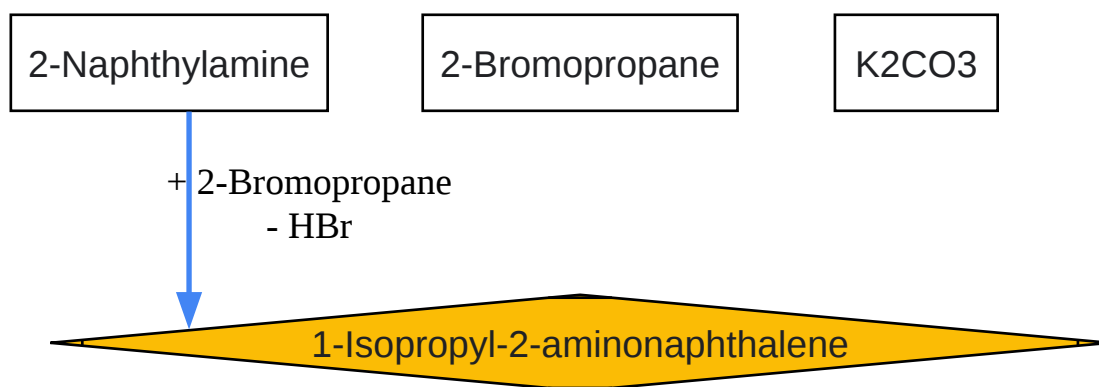 2-Naphthylamine
2-Bromopropane
K2CO3
+ 2-Bromopropane
- HBr
1-Isopropyl-2-aminonaphthalene